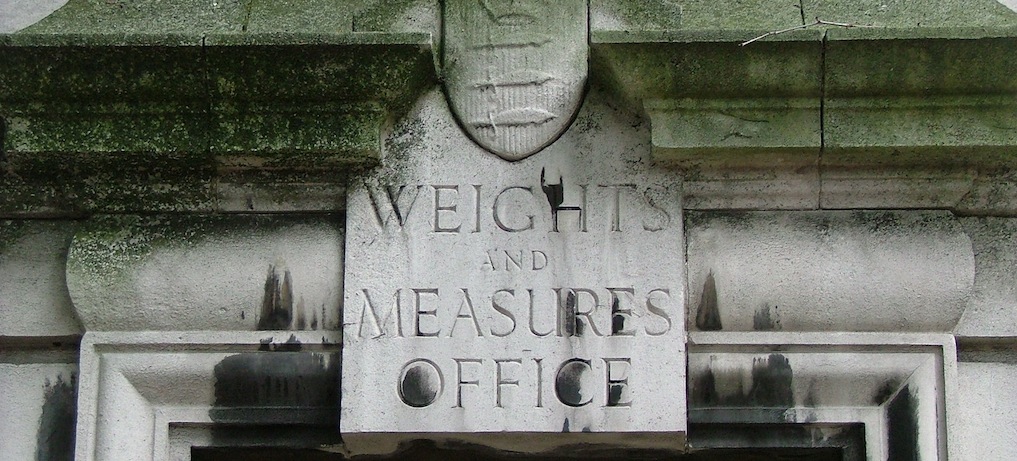 WEIGHTS
AND
MEASURES
OFFICE